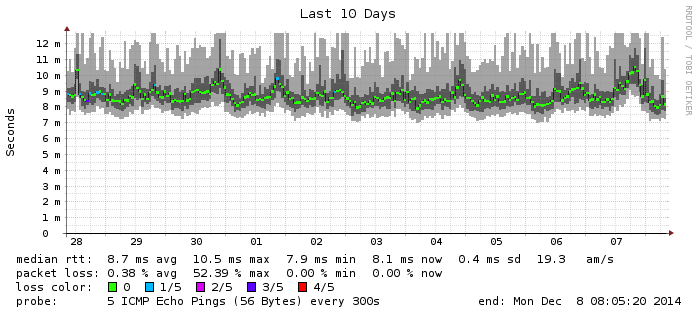 Last 10 Days
RRDTOOL / TOBI OETIKER
Seconds
12 m
11 m
10 m
9 m
8 m
7 m
6 m
5 m
4 m
3 m
2 m
1 m
0
28 29 30 01 02 03 04 05 06 07
median rtt: 8.7 ms avg 10.5 ms max 7.9 ms min 8.1 ms now 0.4 ms sd 19.3 am/s
packet loss: 0.38 % avg 52.39 % max 0.00 % min 0.00 % now
loss color: 0 1/5 2/5 3/5 4/5
probe: 5 ICMP Echo Pings (56 Bytes) every 300s end: Mon Dec 8 08:05:20 2014